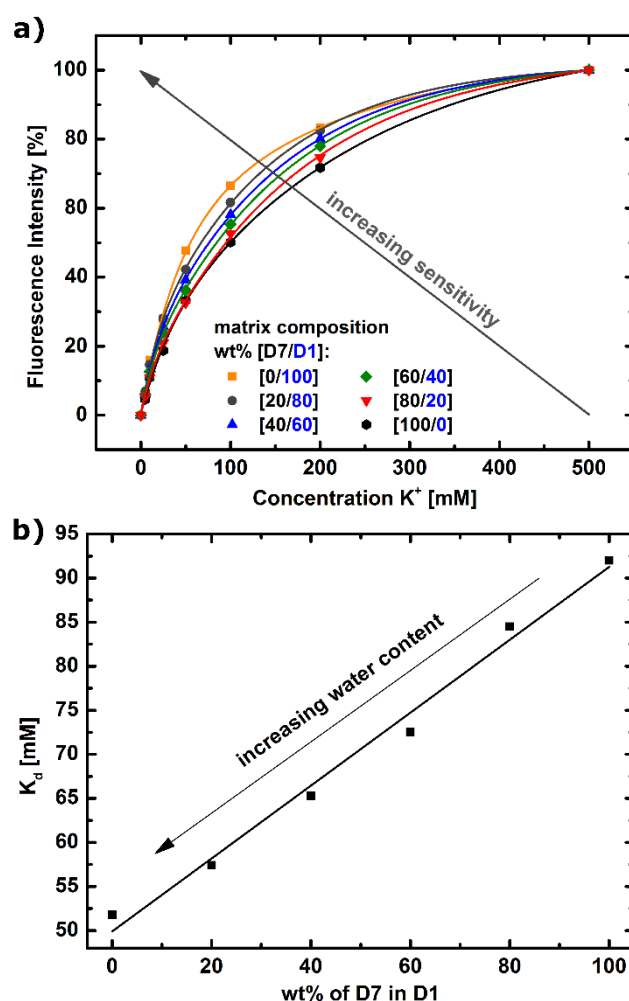 a)
Fluorescence Intensity [%]
100
80
80
40
20
0
increasing sensitivity
matrix composition
wt% [D7/D1]:
[0/100] [60/40]
[20/80] [80/20]
[40/60] [100/0]
0 100 200 300 400 500
Concentration K⁺ [mM]
b)
K_d [mM]
95
90
85
80
75
70
65
60
55
50
increasing water content
0 20 40 60 80 100
wt% of D7 in D1